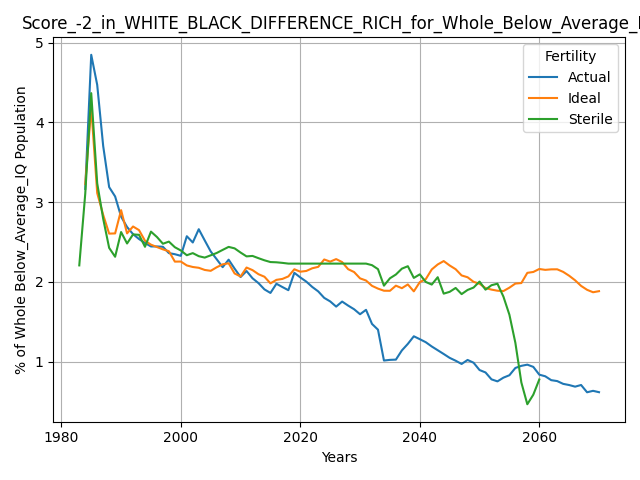 Score_-2_in_WHITE_BLACK_DIFFERENCE_RICH_for_Whole_Below_Average_I
5
4
3
2
1
% of Whole Below_Average_IQ Population
Fertility
Actual
Ideal
Sterile
1980
2000
2020
2040
2060
Years